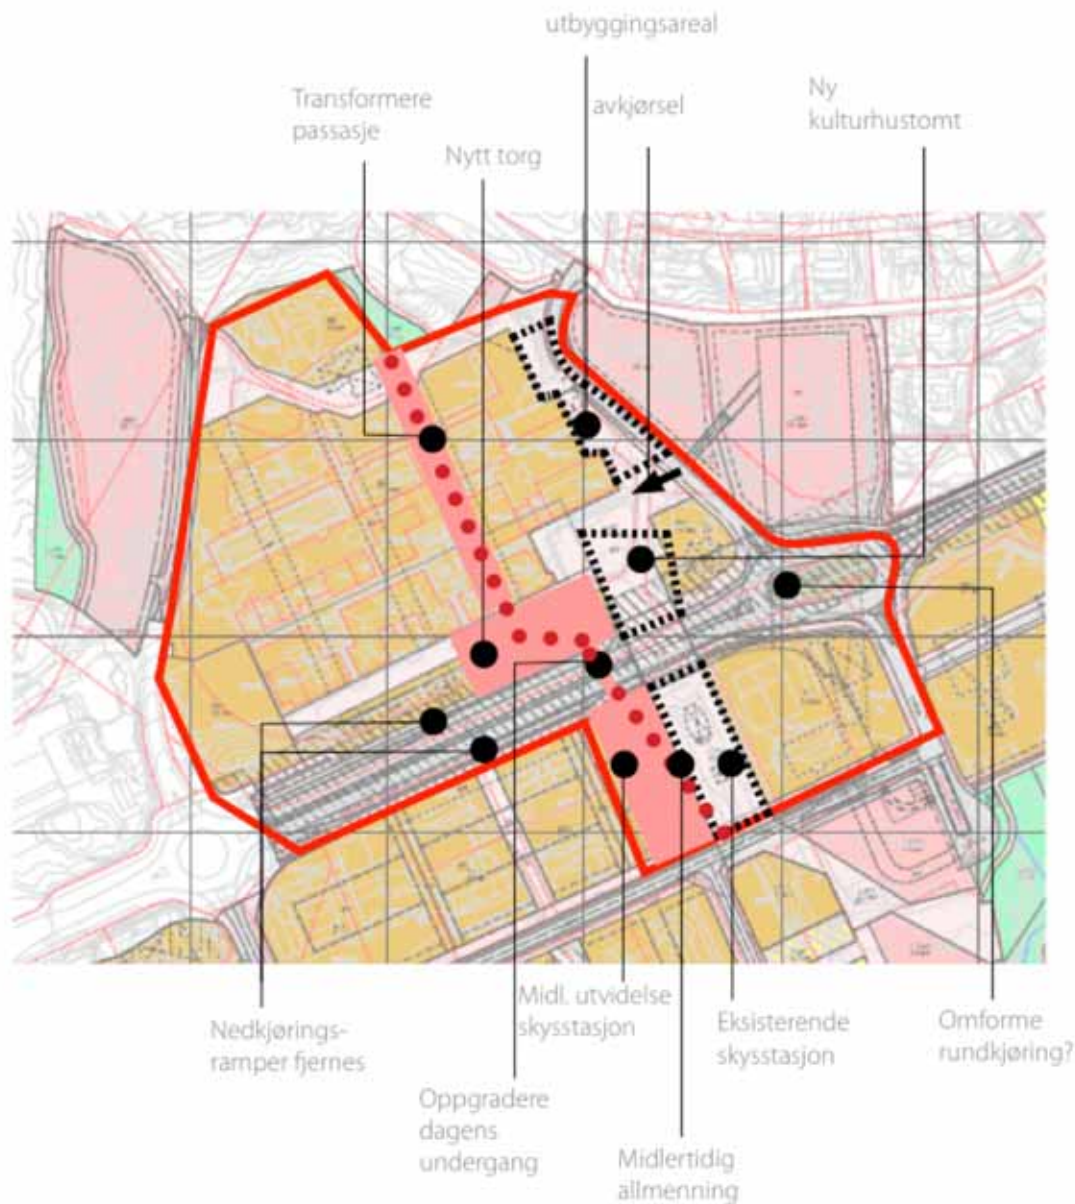 utbyggingsareal
Transformere
passasje
avkjørsel
Ny
kulturhustomt
Nytt torg
Nedkjørings-
ramper fjernes
Midl. utvidelse
skysstasjon
Eksisterende
skysstasjon
Omforme
rundkjøring?
Oppgradere
dagens
undergang
Midlertidig
allmenning